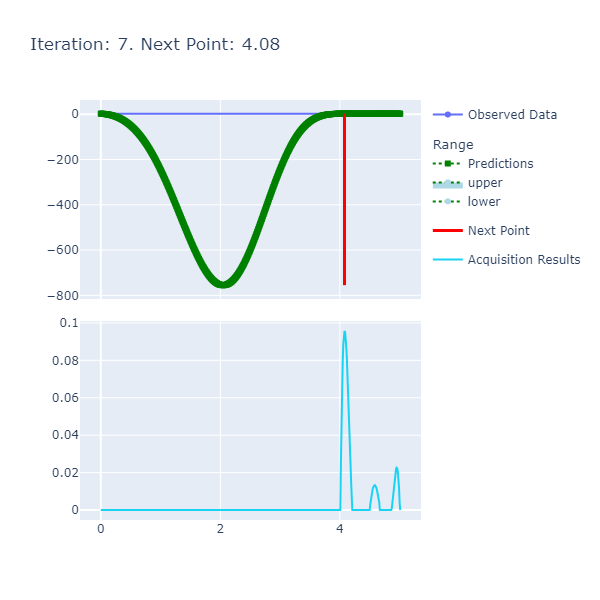 Iteration: 7. Next Point: 4.08
0
−200
−400
−600
−800
Observed Data
Range
Predictions
upper
lower
Next Point
Acquisition Results
0.1
0.08
0.06
0.04
0.02
0
0 2 4